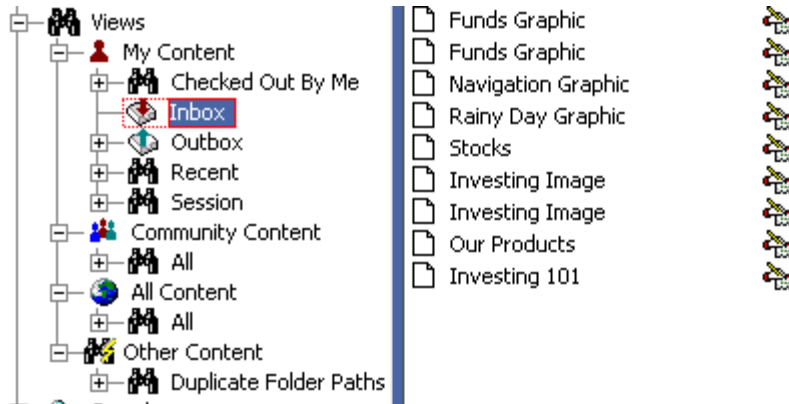 Views
My Content
Checked Out By Me
Inbox
Outbox
Recent
Session
Community Content
All
All Content
All
Other Content
Duplicate Folder Paths
Funds Graphic
Funds Graphic
Navigation Graphic
Rainy Day Graphic
Stocks
Investing Image
Investing Image
Our Products
Investing 101